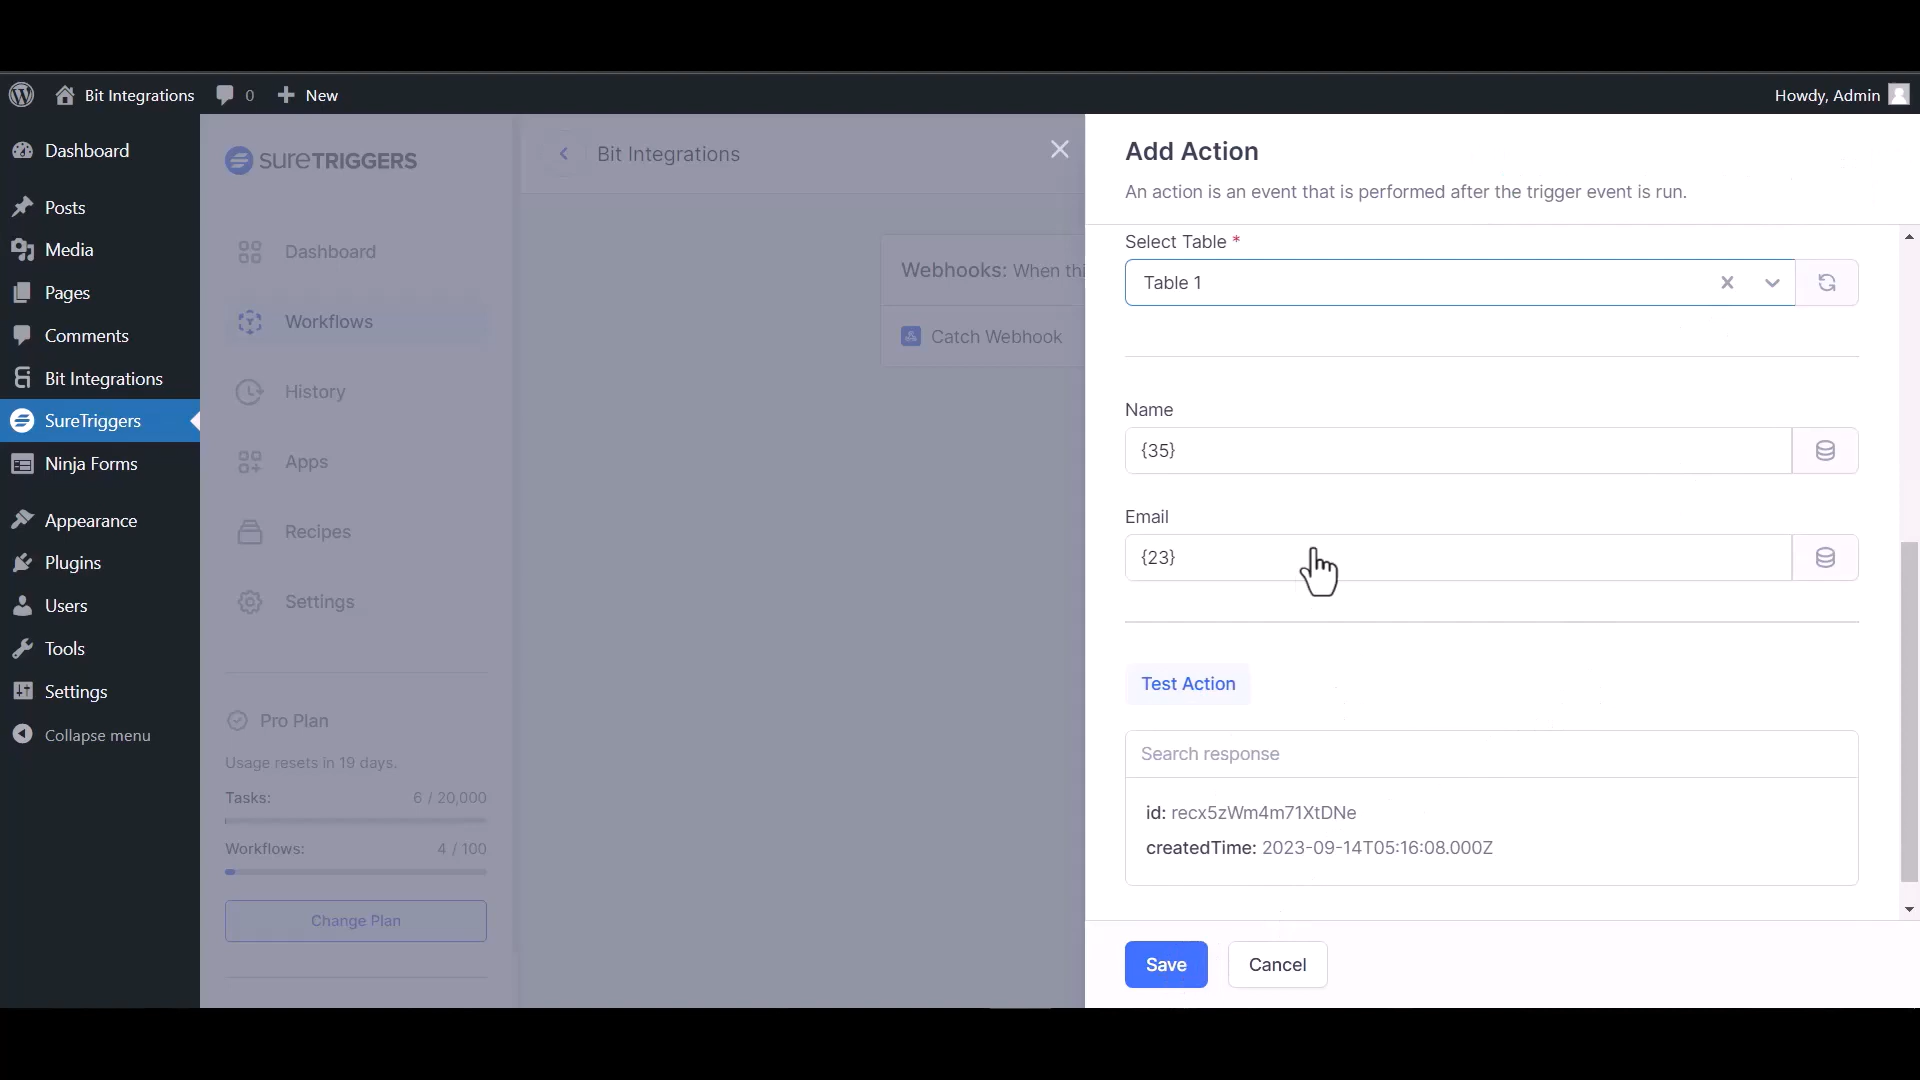 Bit Integrations
0
New
Howdy, Admin
Dashboard
Posts
Media
Pages
Comments
Bit Integrations
SureTriggers
Ninja Forms
Appearance
Plugins
Users
Tools
Settings
Collapse menu
sureTRIGGERS
Dashboard
Workflows
History
Apps
Recipes
Settings
Pro Plan
Usage resets in 19 days.
Tasks: 6 / 20,000
Workflows: 4 / 100
Change Plan
Bit Integrations
Webhooks: When thi
Catch Webhook
Add Action
An action is an event that is performed after the trigger event is run.
Select Table *
Table 1
Name
{35}
Email
{23}
Test Action
Search response
id: recx5zWm4m71XtDNe
createdTime: 2023-09-14T05:16:08.000Z
Save
Cancel